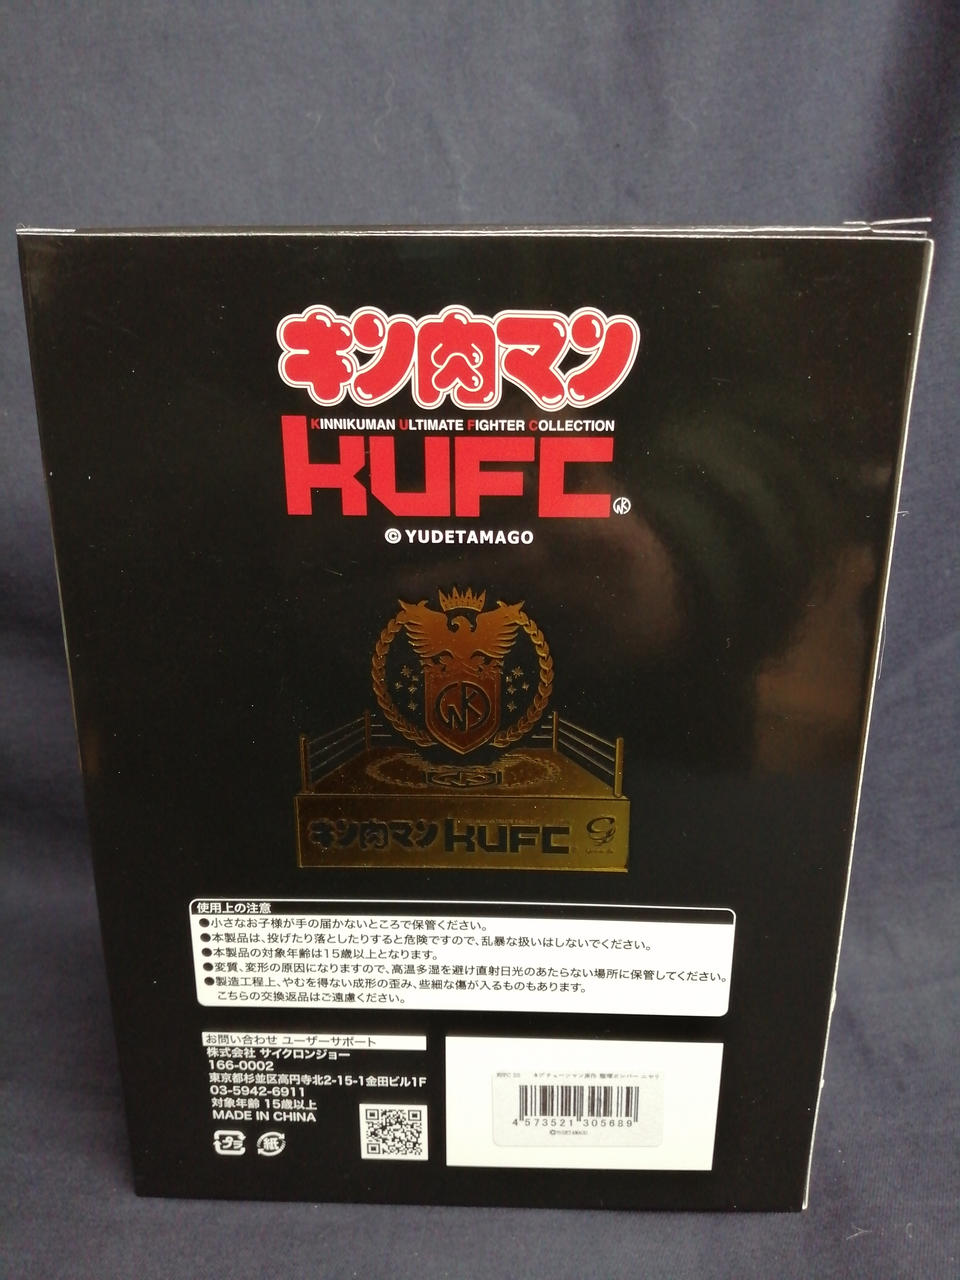 キン肉マン
KINNIKUMAN ULTIMATE FIGHTER COLLECTION
KUFC
© YUDETAMAGO
キン肉マン KUFC
使用上の注意
●小さなお子様が手の届かないところで保管ください。
●本製品は、投げたり落としたりすると危険ですので、乱暴な扱いはしないでください。
●本製品の対象年齢は15歳以上となります。
●変質、変形の原因になりますので、高温多湿を避け直射日光のあたらない場所に保管してください。
●製造工程上、やむを得ない成形の歪み、些細な傷が入るものもあります。
こちらの交換返品はご遠慮ください。
お問い合わせ ユーザーサポート
株式会社 サイクロンジョー
166-0002
東京都杉並区高円寺北2-15-1金田ビル1F
03-5942-6911
対象年齢 15歳以上
MADE IN CHINA
プラ
紙
4 573521 305689
©YUDETAMAGO